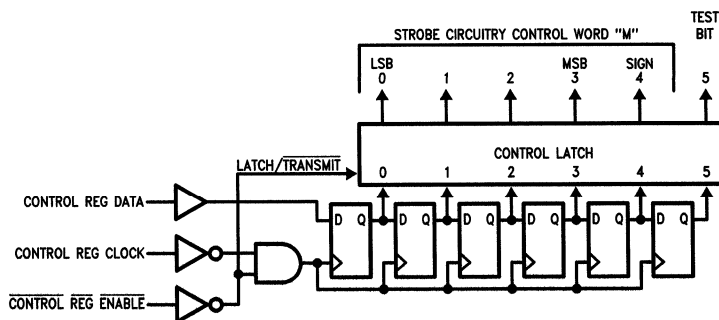 TEST
BIT
STROBE CIRCUITRY CONTROL WORD "M"
LSB MSB SIGN
0 1 2 3 4 5
CONTROL LATCH
LATCH/TRANSMIT
0 1 2 3 4 5
CONTROL REG DATA
D Q D Q D Q D Q D Q D Q
CONTROL REG CLOCK
CONTROL REG ENABLE